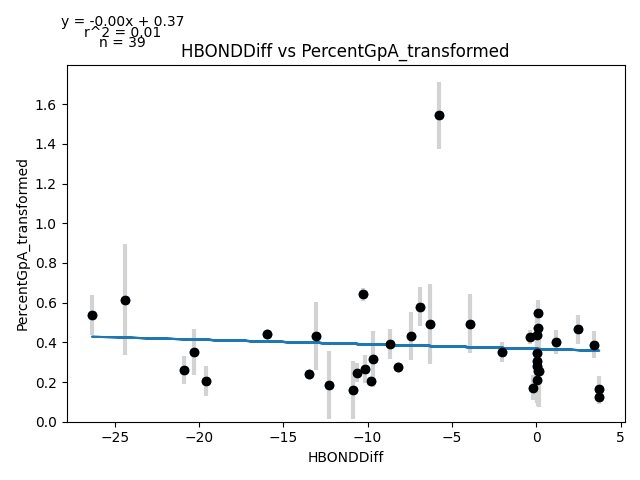 y = -0.00x + 0.37
r^2 = 0.01
n = 39
HBONDDiff vs PercentGpA_transformed
PercentGpA_transformed
1.6
1.4
1.2
1.0
0.8
0.6
0.4
0.2
0.0
−25
−20
−15
−10
−5
0
5
HBONDDiff